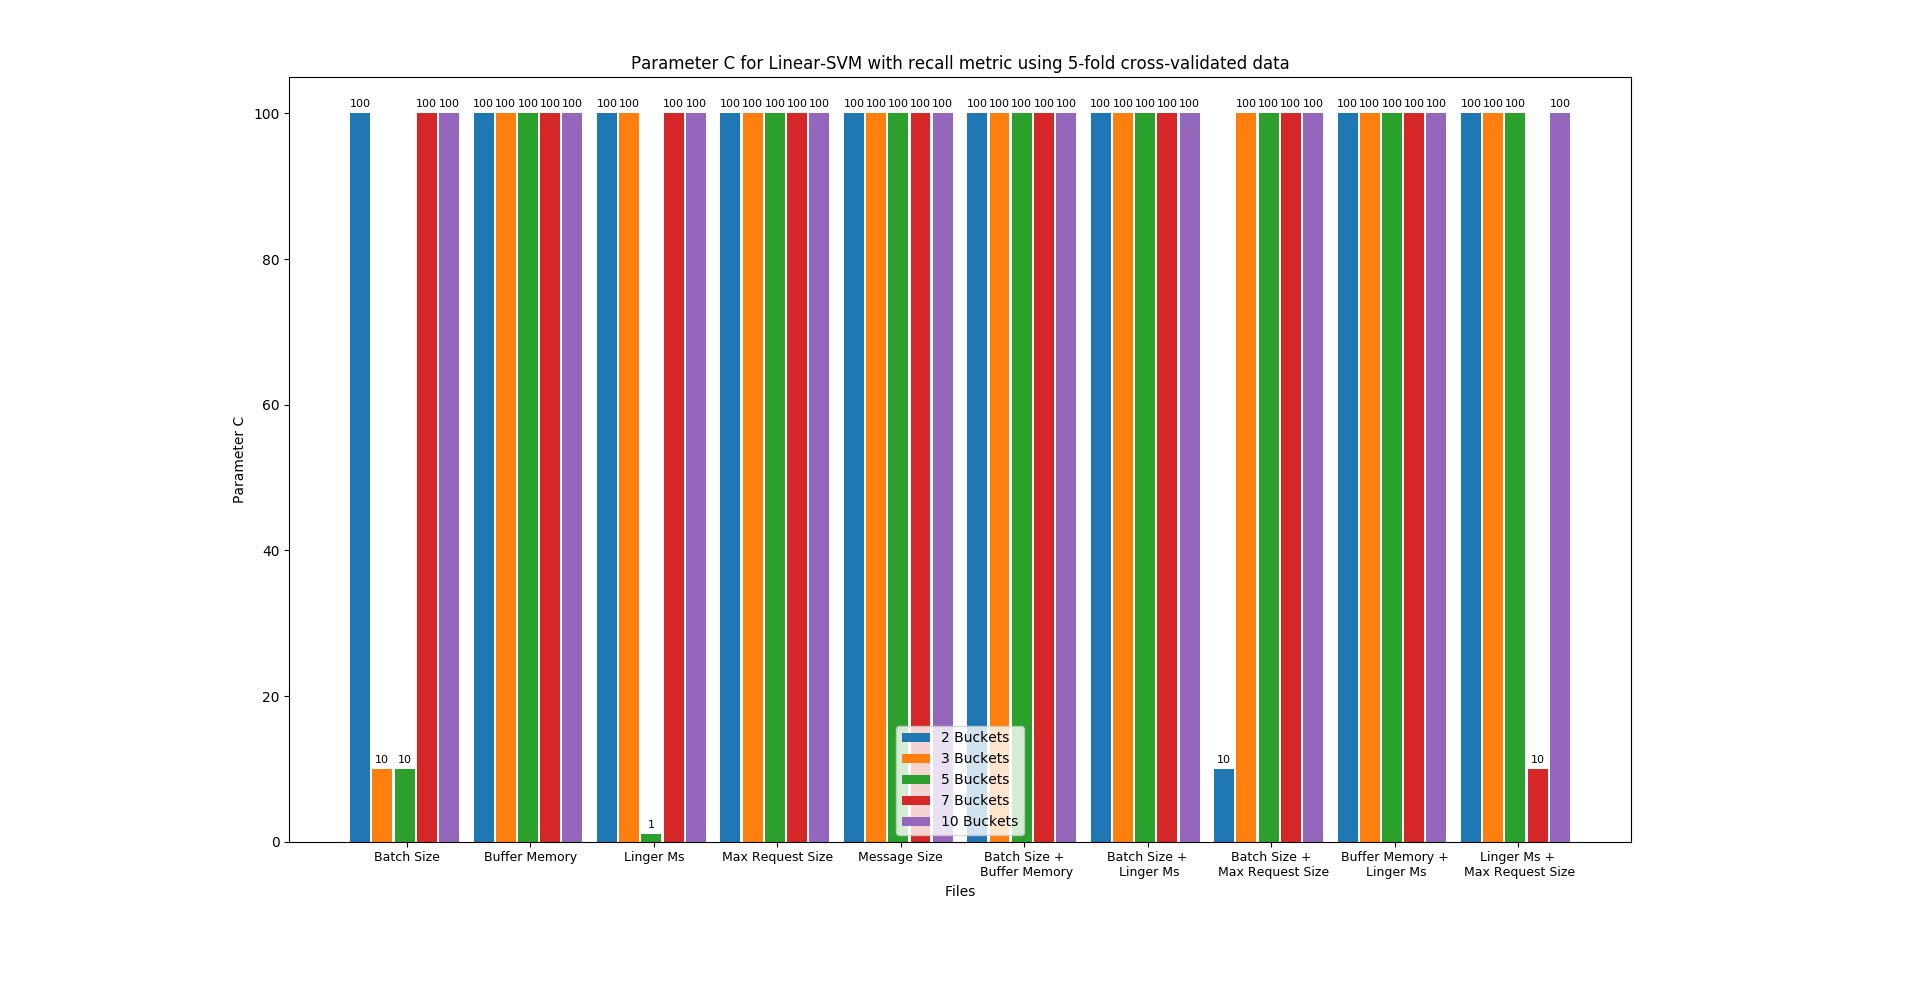 Parameter C for Linear-SVM with recall metric using 5-fold cross-validated data
100 10 10 100 100 100 100 100 100 100 100 100 1 100 100 100 100 100 100 100 100 100 100 100 100 100 100 100 100 100 100 100 100 100 100 10 100 100 100 100 100 100 100 100 100 100 100 100 10 100
100
80
60
40
20
0
Parameter C
2 Buckets
3 Buckets
5 Buckets
7 Buckets
10 Buckets
Batch Size
Buffer Memory
Linger Ms
Max Request Size
Message Size
Batch Size +
Buffer Memory
Batch Size +
Linger Ms
Batch Size +
Max Request Size
Buffer Memory +
Linger Ms
Linger Ms +
Max Request Size
Files